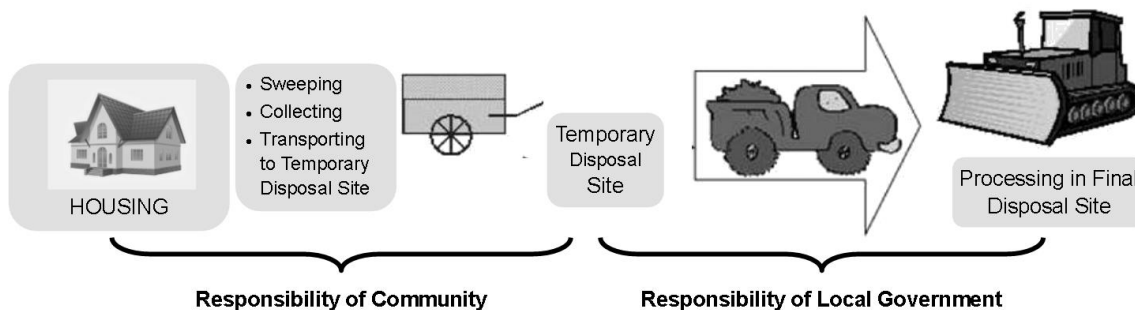 HOUSING
• Sweeping
• Collecting
• Transporting
to Temporary
Disposal Site
Temporary
Disposal
Site
Processing in Final
Disposal Site
Responsibility of Community
Responsibility of Local Government